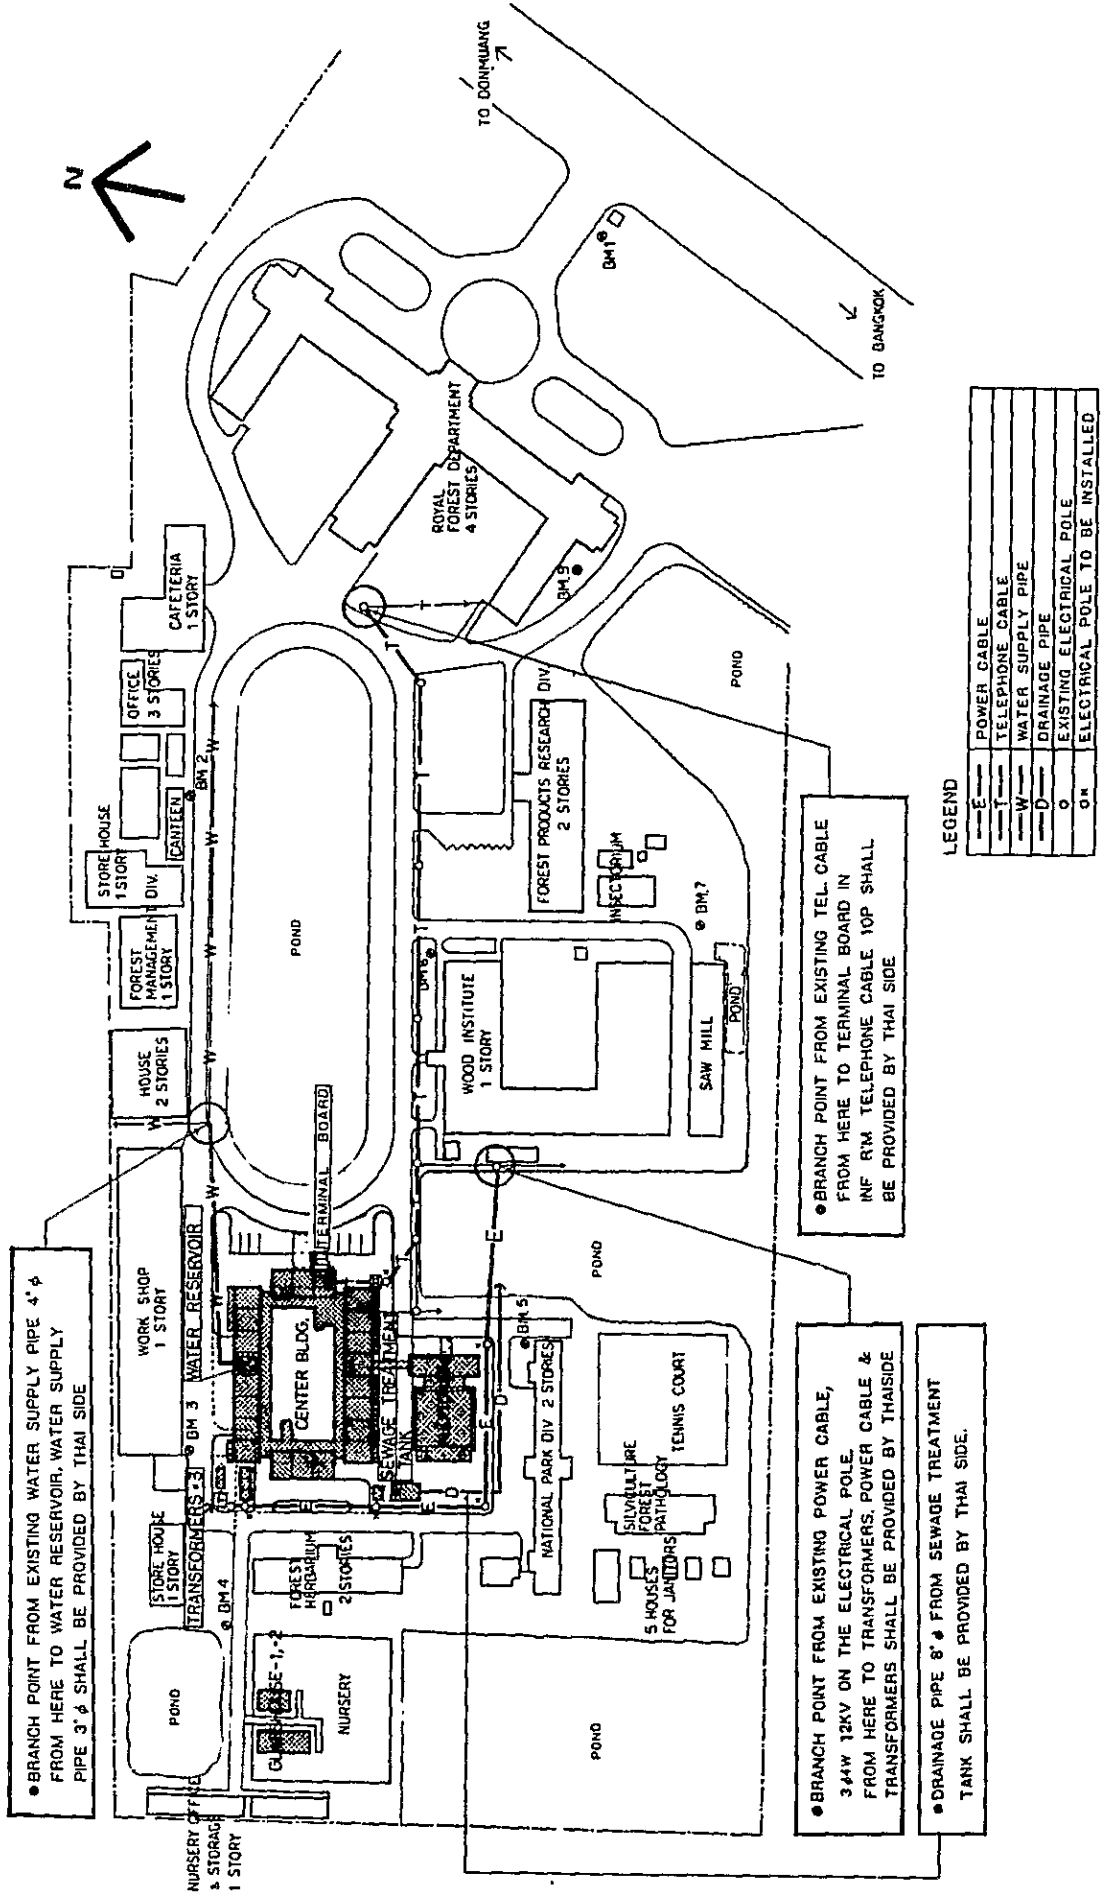 N
TO DONMUANG
BM1
TO BANGKOK
ROYAL
FOREST DEPARTMENT
4 STORIES
BM.9
CAFETERIA
1 STORY
OFFICE
3 STORIES
BM 2
CANTEEN
STORE HOUSE
1 STORY
FOREST
MANAGEMENT DIV.
1 STORY
HOUSE
2 STORIES
POND
POND
FOREST PRODUCTS RESEARCH DIV.
2 STORIES
INSECTORIUM
BM.7
BM.6
WOOD INSTITUTE
1 STORY
SAW MILL
POND
TERMINAL BOARD
WORK SHOP
1 STORY
WATER RESERVOIR
BM 3
CENTER BLDG.
SEWAGE TREATMENT
TANK
TRANSFORMERS
STORE HOUSE
1 STORY
BM.4
FOREST
HERBARIUM
2 STORIES
POND
NURSERY
NURSERY OFFICE
& STORAGE
1 STORY
POND
BM.5
NATIONAL PARK DIV 2 STORIES
TENNIS COURT
SILVICULTURE
FOREST
PATHOLOGY
5 HOUSES
FOR JANITORS
POND
W
W
W
W
W
W
T
T
T
T
E
E
E
E
D
D
●BRANCH POINT FROM EXISTING WATER SUPPLY PIPE 4"φ
FROM HERE TO WATER RESERVOIR, WATER SUPPLY
PIPE 3"φ SHALL BE PROVIDED BY THAI SIDE
●BRANCH POINT FROM EXISTING TEL. CABLE
FROM HERE TO TERMINAL BOARD IN
INF R'M TELEPHONE CABLE 10P SHALL
BE PROVIDED BY THAI SIDE
●BRANCH POINT FROM EXISTING POWER CABLE,
3φ4W 12KV ON THE ELECTRICAL POLE.
FROM HERE TO TRANSFORMERS, POWER CABLE &
TRANSFORMERS SHALL BE PROVIDED BY THAISIDE
●DRAINAGE PIPE 8"φ FROM SEWAGE TREATMENT
TANK SHALL BE PROVIDED BY THAI SIDE.
LEGEND
E POWER CABLE
T TELEPHONE CABLE
W WATER SUPPLY PIPE
D DRAINAGE PIPE
EXISTING ELECTRICAL POLE
ELECTRICAL POLE TO BE INSTALLED